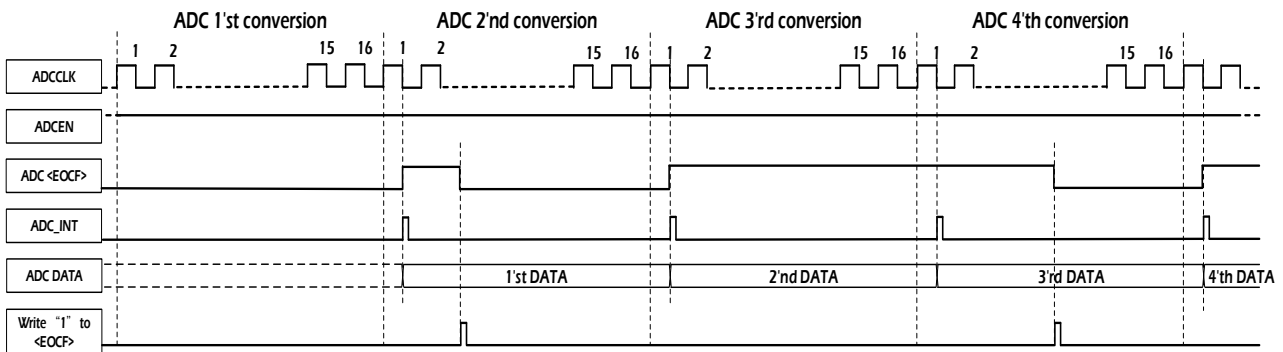 ADC 1'st conversion ADC 2'nd conversion ADC 3'rd conversion ADC 4'th conversion
1 2 15 16 1 2 15 16 1 2 15 16 1 2 15 16
ADCCLK
ADCEN
ADC <EOCF>
ADC_INT
ADC DATA 1'st DATA 2'nd DATA 3'rd DATA 4'th DATA
Write “1” to
<EOCF>